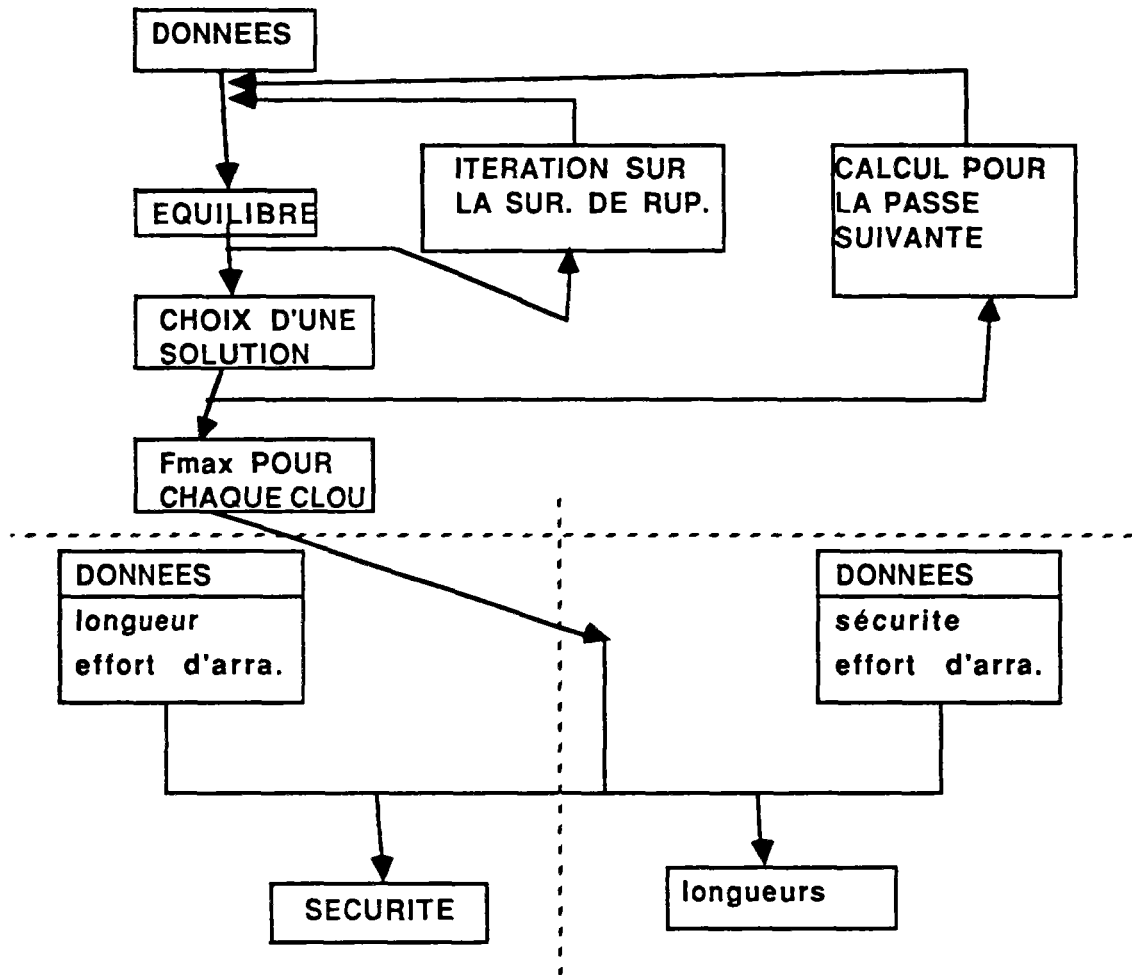 DONNEES
ITERATION SUR
LA SUR. DE RUP.
CALCUL POUR
LA PASSE
SUIVANTE
EQUILIBRE
CHOIX D'UNE
SOLUTION
Fmax POUR
CHAQUE CLOU
DONNEES
longueur
effort d'arra.
DONNEES
sécurite
effort d'arra.
SECURITE
longueurs